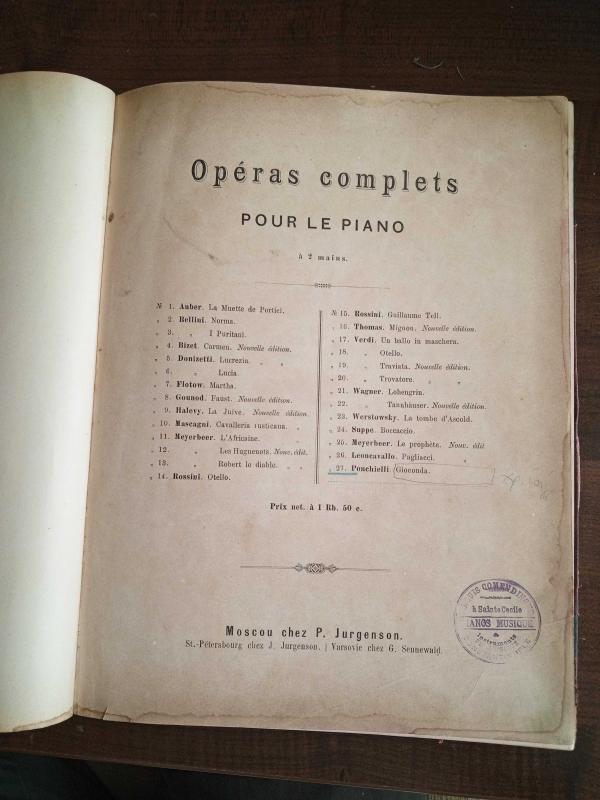 Opéras complets
POUR LE PIANO
à 2 mains.
№ 1. Auber. La Muette de Portici.
„ 2. Bellini. Norma.
„ 3. „ I Puritani.
„ 4. Bizet. Carmen. Nouvelle édition.
„ 5. Donizetti. Lucrezia. „ „
„ 6. „ Lucia.
„ 7. Flotow. Martha.
„ 8. Gounod. Faust. Nouvelle édition.
„ 9. Halevy. La Juive. Nouvelle édition.
„ 10. Mascagni. Cavalleria rusticana. „
„ 11. Meyerbeer. L'Africaine.
„ 12. „ Les Huguenots. Nouv. édit.
„ 13. „ Robert le diable. „ „
„ 14. Rossini. Otello.
№ 15. Rossini. Guillaume Tell.
„ 16. Thomas. Mignon. Nouvelle édition.
„ 17. Verdi. Un ballo in maschera.
„ 18. „ Otello.
„ 19. „ Traviata. Nouvelle édition.
„ 20. „ Trovatore. „ „
„ 21. Wagner. Lohengrin.
„ 22. „ Tannhäuser. Nouvelle édition.
„ 23. Werstowsky. La tombe d'Ascold.
„ 24. Suppe. Boccaccio.
„ 25. Meyerbeer. Le prophète. Nouv. édit
„ 26. Leoncavallo. Pagliacci. „
„ 27. Ponchielli. Gioconda.
Prix net. à 1 Rb. 50 c.
Moscou chez P. Jurgenson.
St.-Pétersbourg chez J. Jurgenson. | Varsovie chez G. Sennewald.
COMENDING
à Sainte Cecile
PIANOS MUSIQUE
&
Instruments